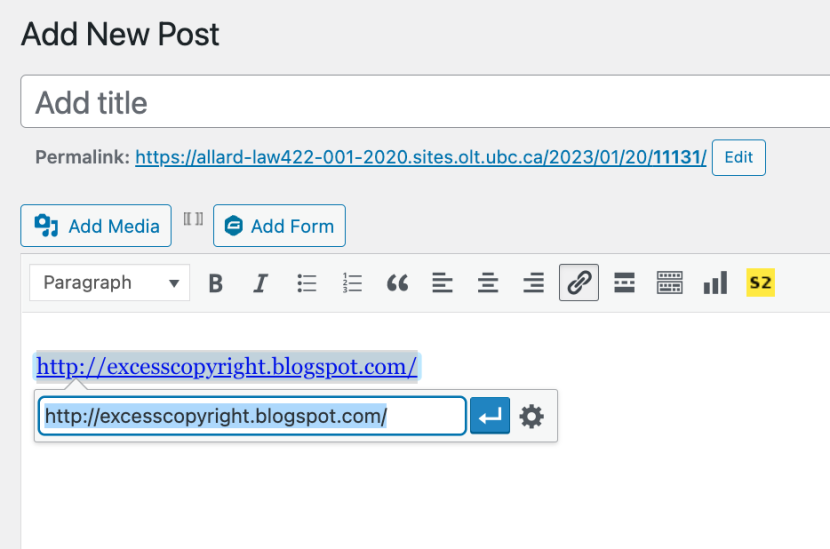 Add New Post
Add title
Permalink: https://allard-law422-001-2020.sites.olt.ubc.ca/2023/01/20/11131/ Edit
Add Media [[ ]] Add Form
Paragraph B I S2
http://excesscopyright.blogspot.com/
http://excesscopyright.blogspot.com/